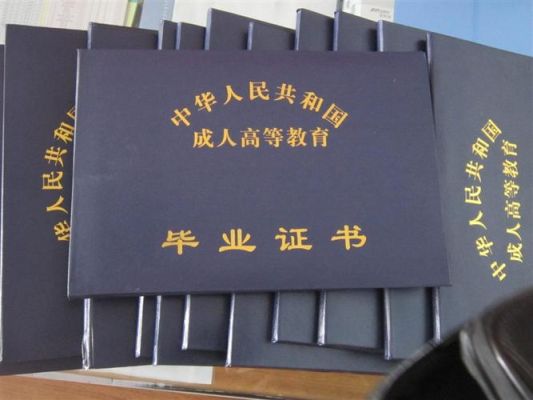 中华人民共和国
成人高等教育
毕业证书
华人民共和国
中华人民共和国
成人高等教育